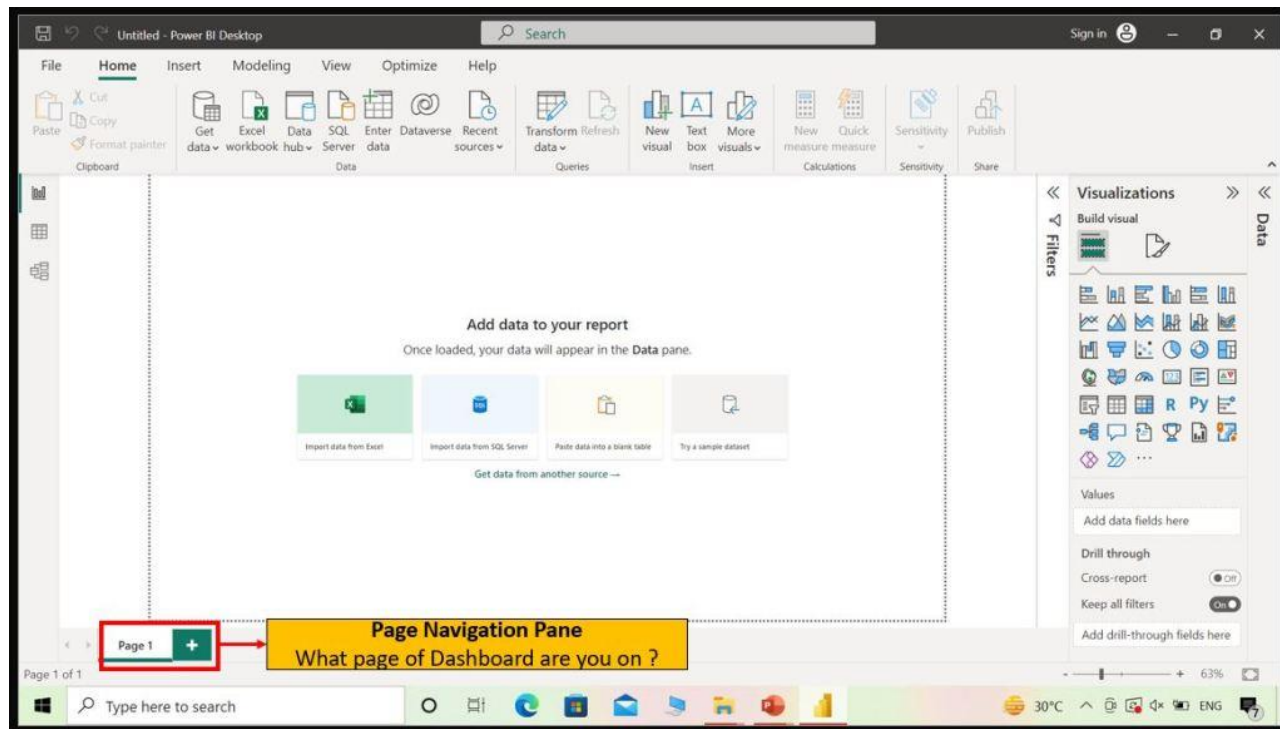 Untitled - Power BI Desktop
Search
Sign in
File Home Insert Modeling View Optimize Help
Paste
Cut
Copy
Format painter
Clipboard
Get data
Excel workbook
Data hub
SQL Server
Enter data
Dataverse
Recent sources
Data
Transform data
Refresh
Queries
New visual
Text box
More visuals
Insert
New measure
Quick measure
Calculations
Sensitivity
Sensitivity
Publish
Share
Add data to your report
Once loaded, your data will appear in the Data pane.
Import data from Excel
Import data from SQL Server
Paste data into a blank table
Try a sample dataset
Get data from another source →
Filters
Visualizations
Build visual
123
R Py
Values
Add data fields here
Drill through
Cross-report
Off
Keep all filters
On
Add drill-through fields here
Data
Page 1
+
Page Navigation Pane
What page of Dashboard are you on ?
Page 1 of 1
- + 63%
Type here to search
30°C
ENG
7